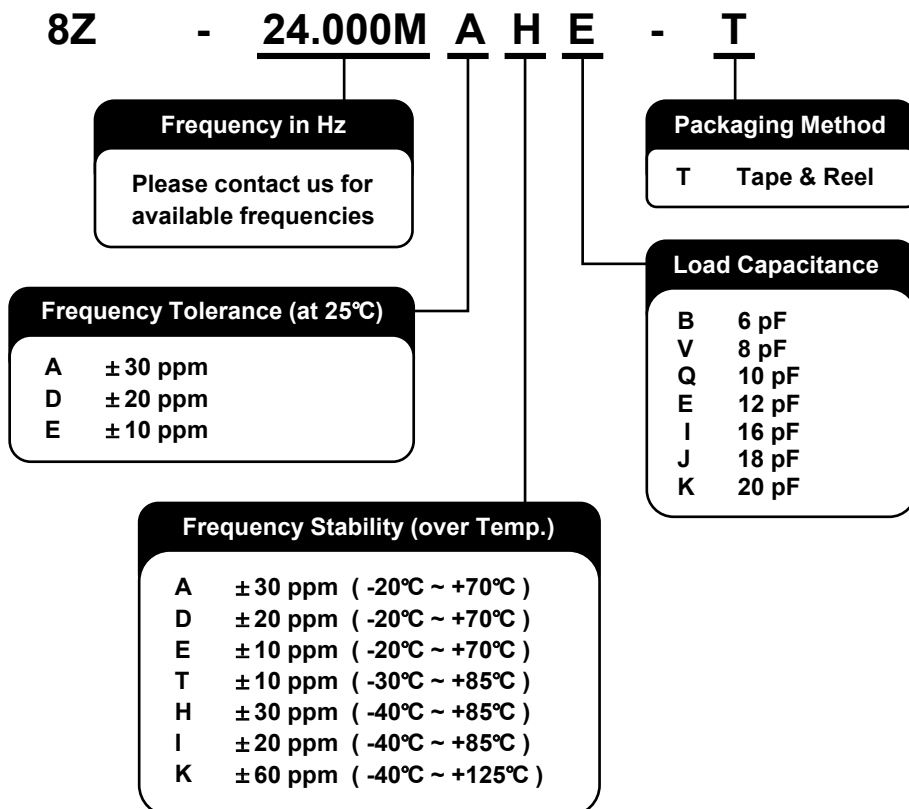 8Z - 24.000M A H E - T
Frequency in Hz
Please contact us for
available frequencies
Packaging Method
T Tape & Reel
Load Capacitance
B 6 pF
V 8 pF
Q 10 pF
E 12 pF
I 16 pF
J 18 pF
K 20 pF
Frequency Tolerance (at 25℃)
A ±30 ppm
D ±20 ppm
E ±10 ppm
Frequency Stability (over Temp.)
A ±30 ppm ( -20℃ ~ +70℃ )
D ±20 ppm ( -20℃ ~ +70℃ )
E ±10 ppm ( -20℃ ~ +70℃ )
T ±10 ppm ( -30℃ ~ +85℃ )
H ±30 ppm ( -40℃ ~ +85℃ )
I ±20 ppm ( -40℃ ~ +85℃ )
K ±60 ppm ( -40℃ ~ +125℃ )